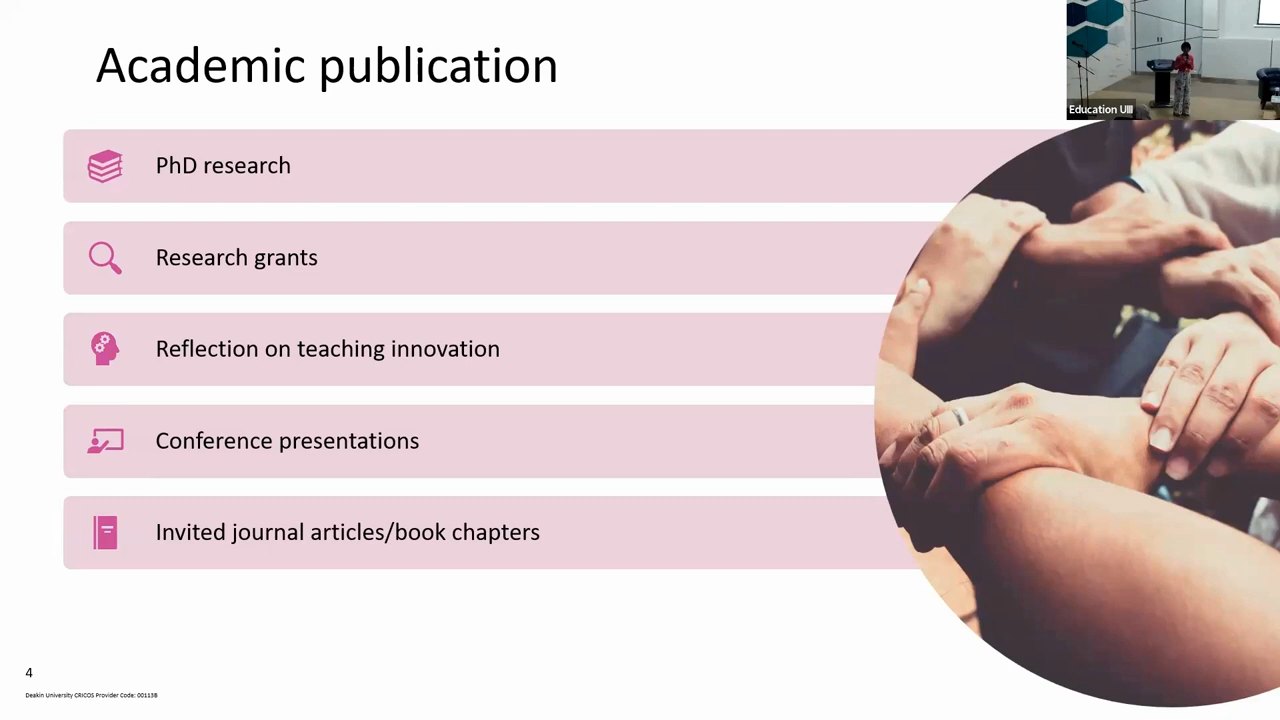 Academic publication
Education UIII
PhD research
Research grants
Reflection on teaching innovation
Conference presentations
Invited journal articles/book chapters
4
Deakin University CRICOS Provider Code: 00113B